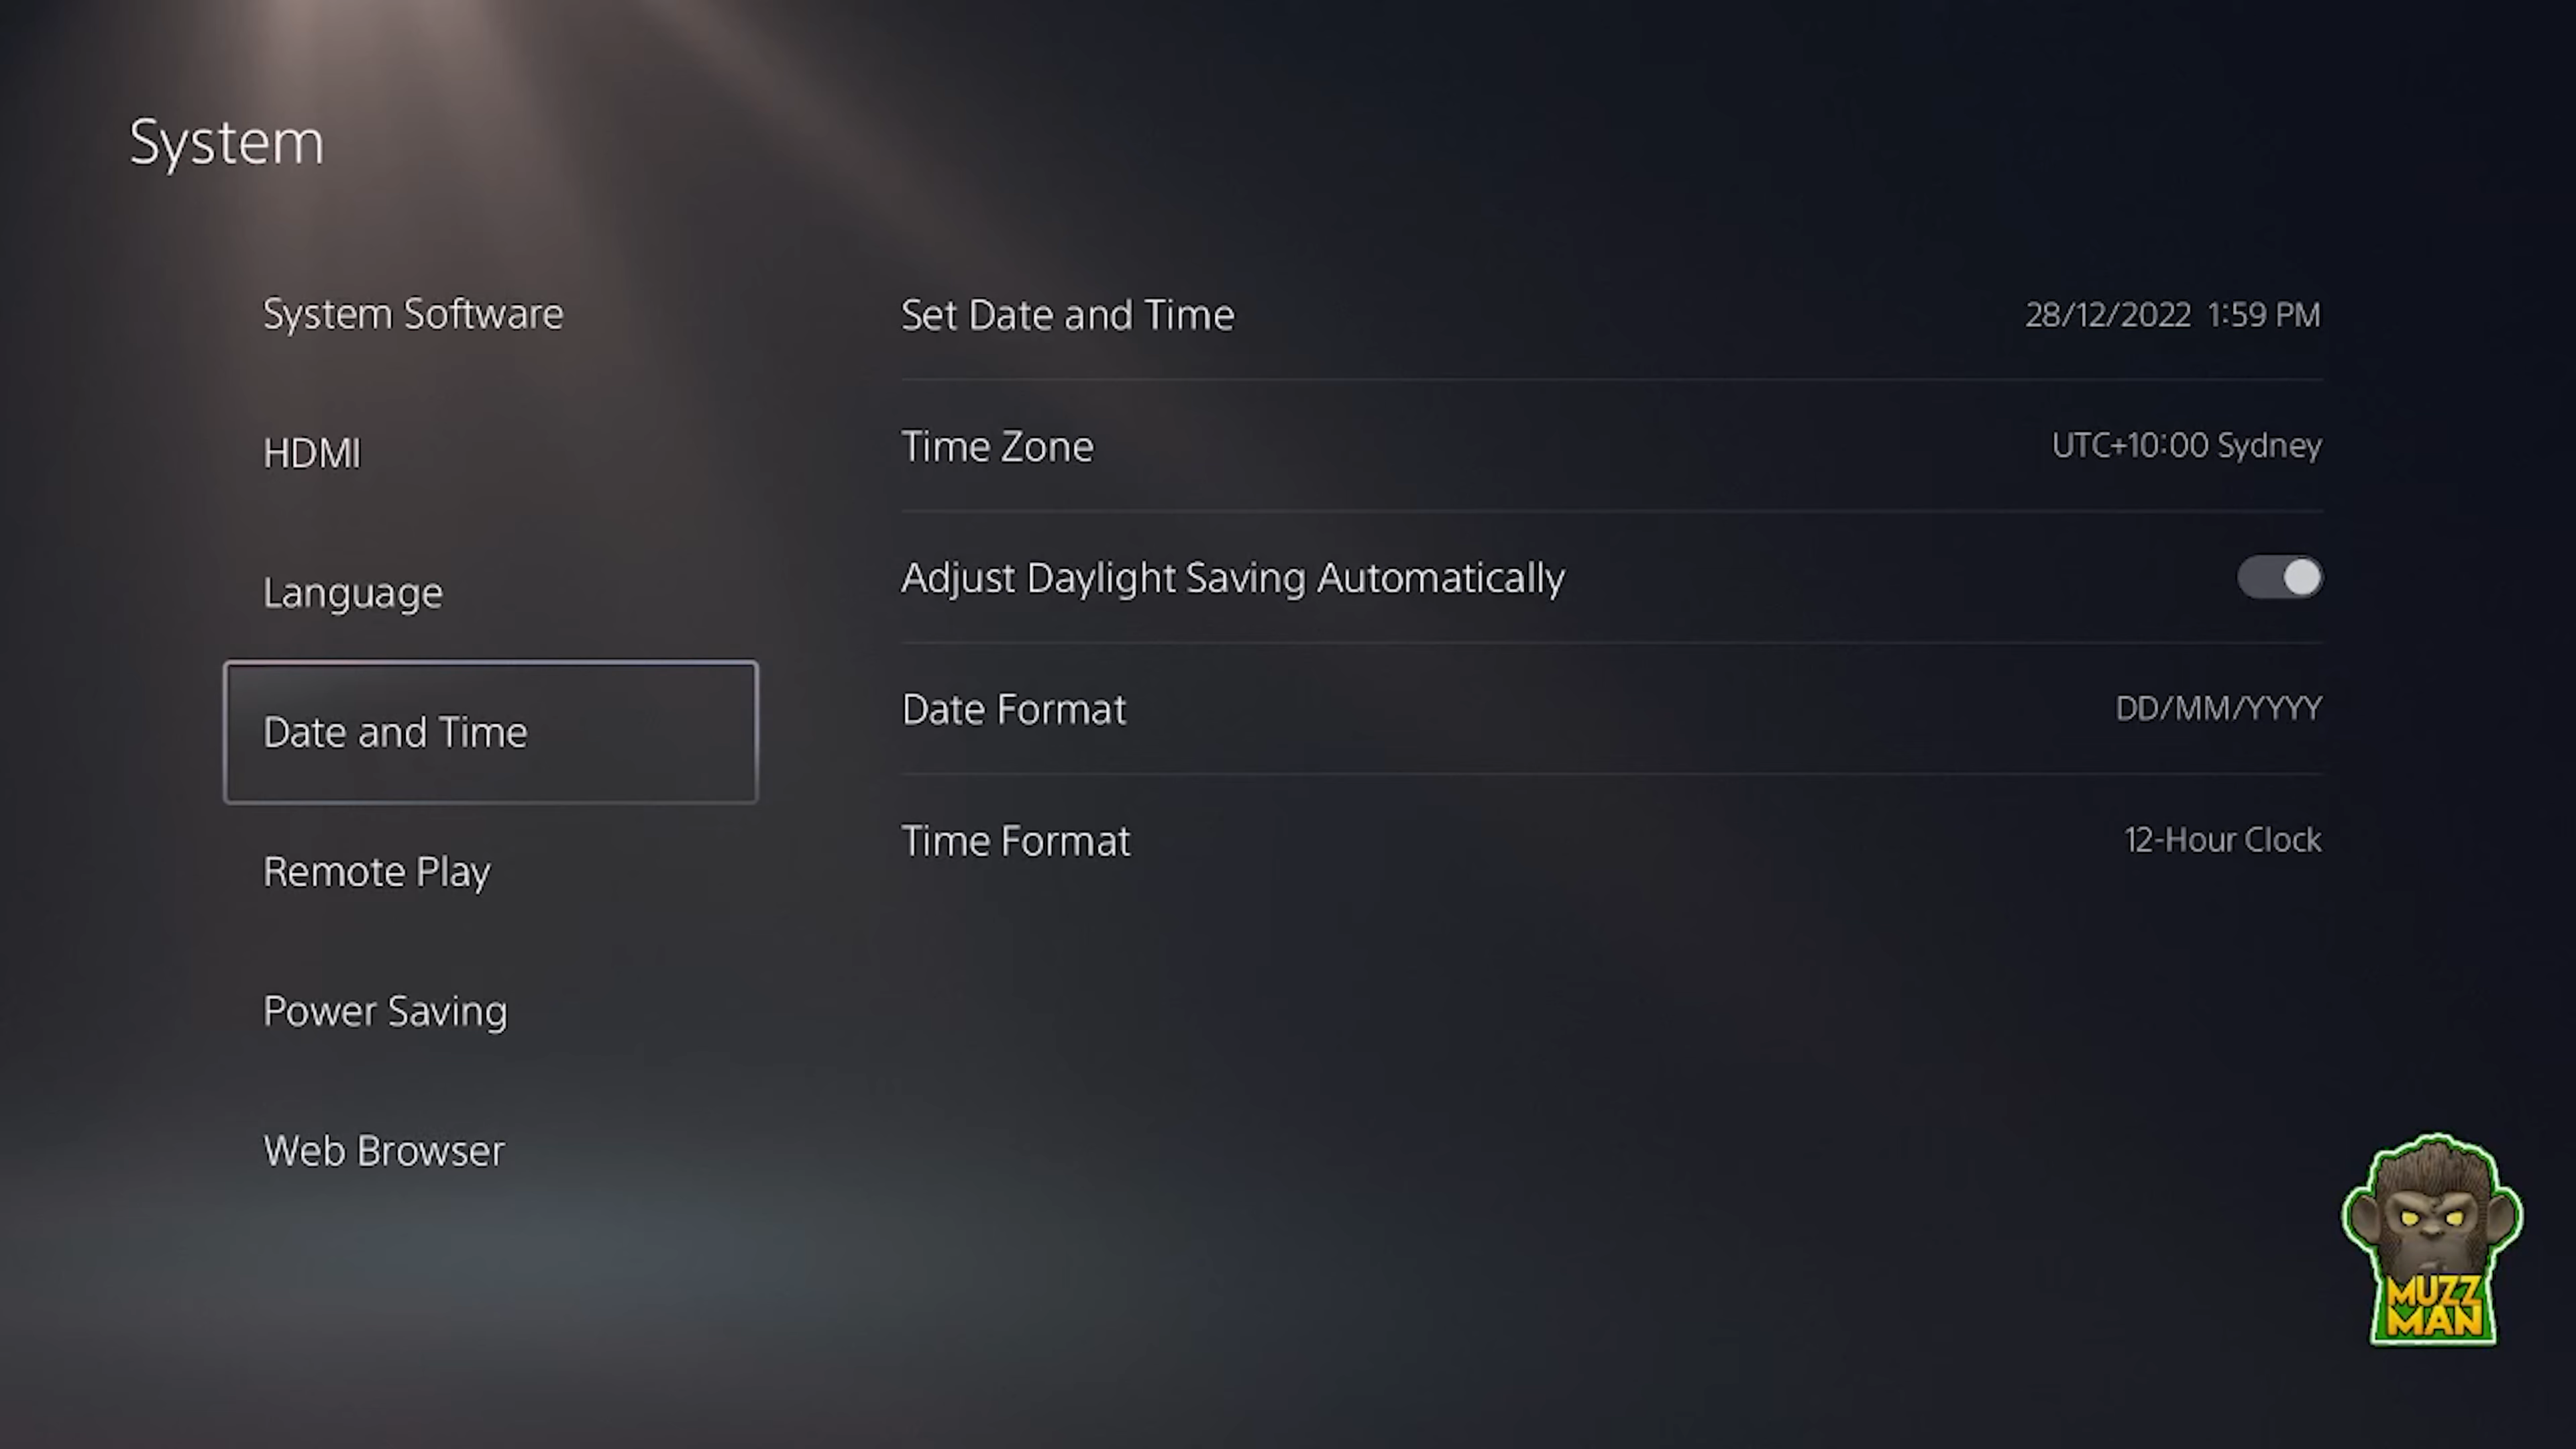 System
System Software
HDMI
Language
Date and Time
Remote Play
Power Saving
Web Browser
Set Date and Time 28/12/2022 1:59 PM
Time Zone UTC+10:00 Sydney
Adjust Daylight Saving Automatically
Date Format DD/MM/YYYY
Time Format 12-Hour Clock
MUZZ
MAN